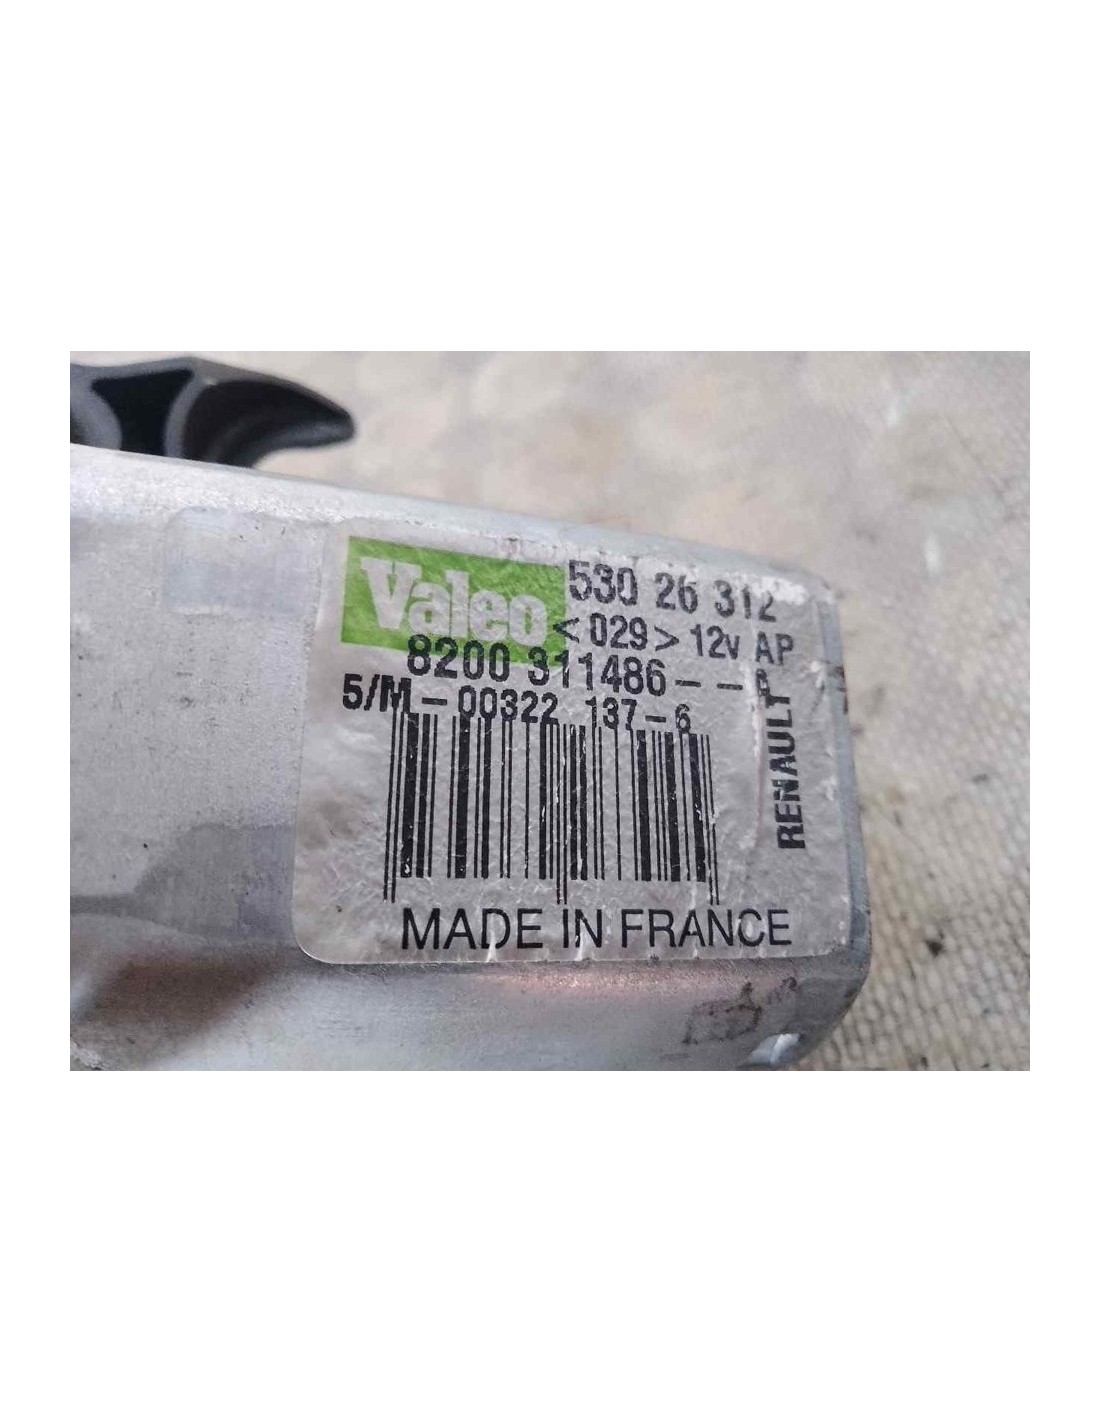 Valeo 530 26 312
<029> 12v AP
8200 311486--
5/M-00322 137-6
RENAULT
MADE IN FRANCE